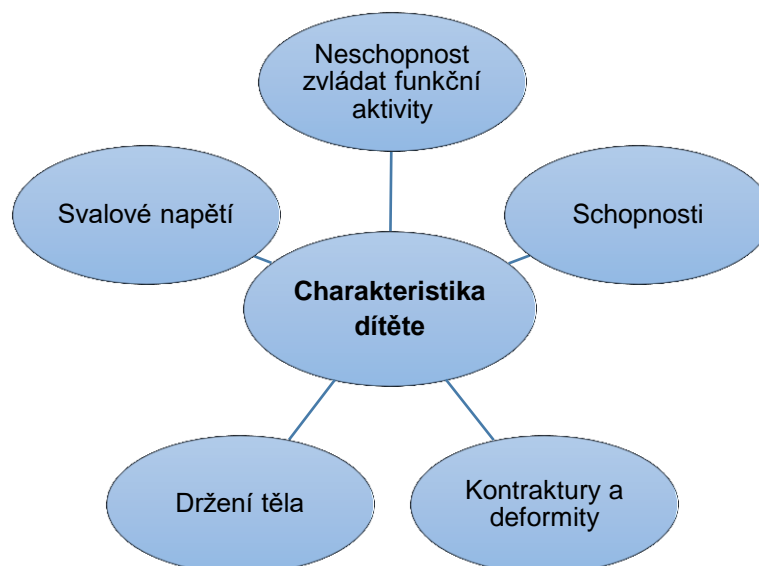 Neschopnost
zvládat funkční
aktivity
Svalové napětí
Schopnosti
Charakteristika
dítěte
Držení těla
Kontraktury a
deformity